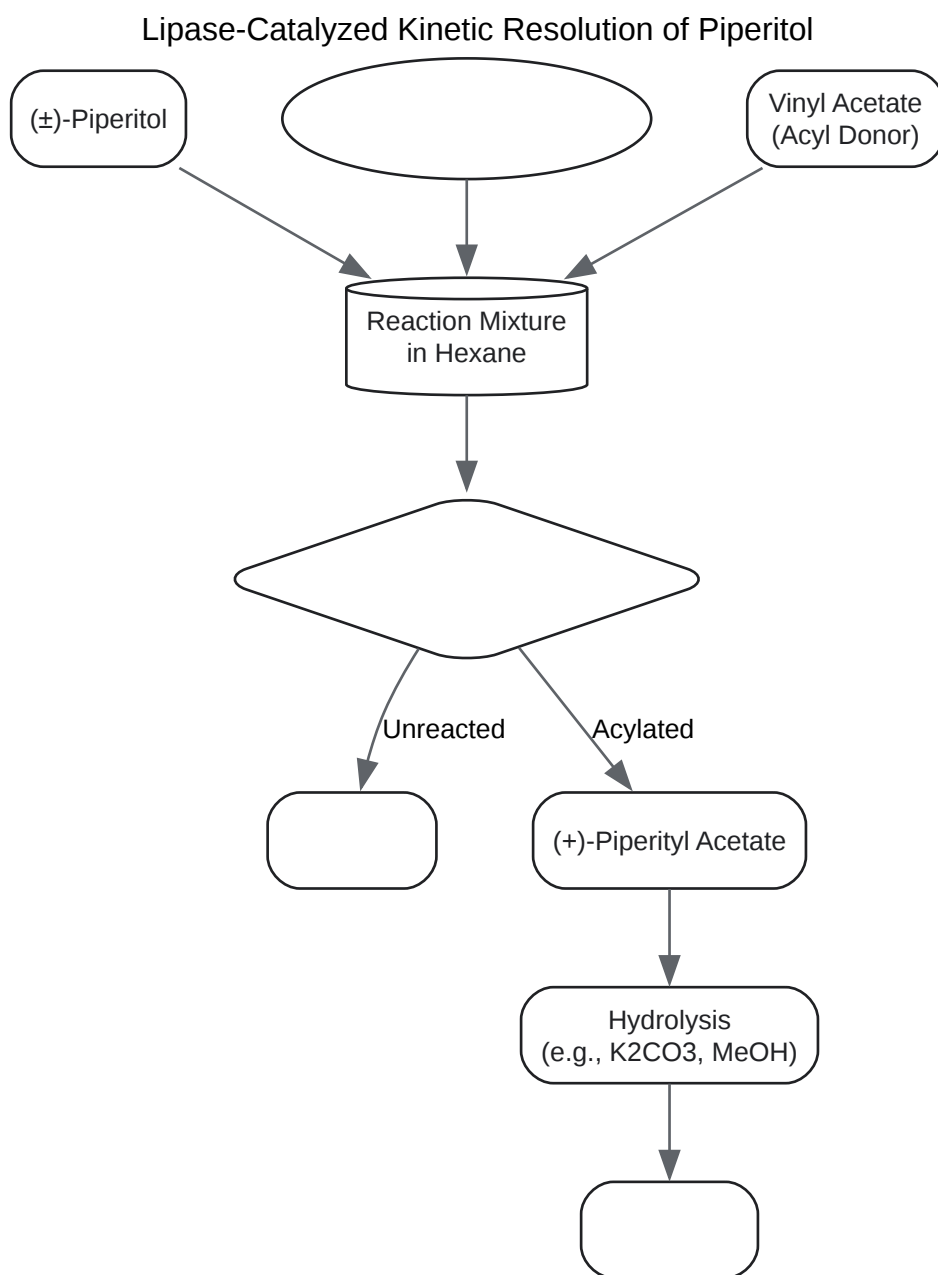 Lipase-Catalyzed Kinetic Resolution of Piperitol
(±)-Piperitol
Vinyl Acetate
(Acyl Donor)
Reaction Mixture
in Hexane
Unreacted
Acylated
(+)-Piperityl Acetate
Hydrolysis
(e.g., K2CO3, MeOH)